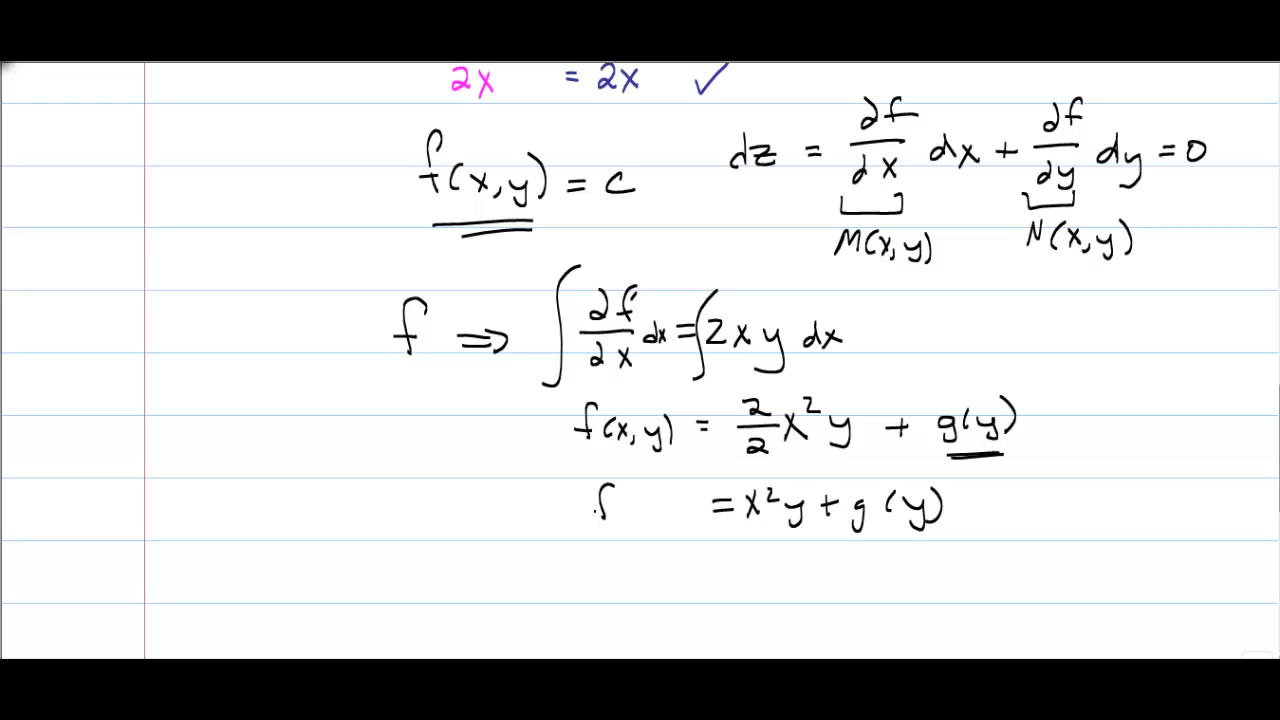 2x = 2x ✓
f(x,y) = c
dz = ∂f/∂x dx + ∂f/∂y dy = 0
M(x,y) N(x,y)
f ⇒ ∫ ∂f/∂x dx = ∫ 2xy dx
f(x,y) = 2/2 x²y + g(y)
f = x²y + g(y)